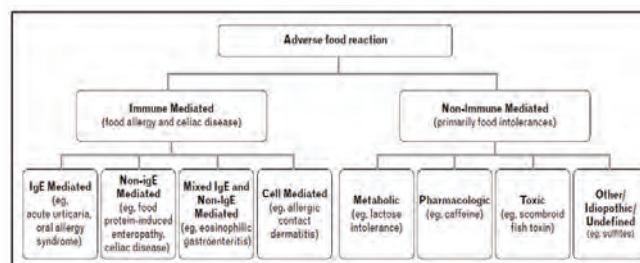 Adverse food reaction
Immune Mediated
(food allergy and celiac disease)
Non-Immune Mediated
(primarily food intolerances)
IgE Mediated
(eg,
acute urticaria,
oral allergy
syndrome)
Non-igE
Mediated
(eg, food
protein-induced
enteropathy,
celiac disease)
Mixed IgE and
Non-IgE
Mediated
(eg, eosinophilic
gastroenteritis)
Cell Mediated
(eg, allergic
contact
dermatitis)
Metabolic
(eg, lactose
intolerance)
Pharmacologic
(eg, caffeine)
Toxic
(eg, scombroid
fish toxin)
Other/
Idiopothic/
Undefined
(eg, sulfites)